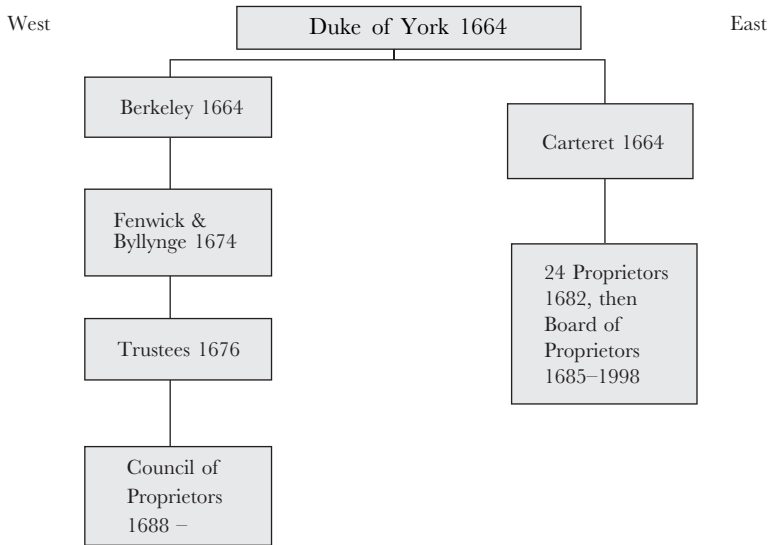 West
Duke of York 1664
East
Berkeley 1664
Carteret 1664
Fenwick &
Byllynge 1674
24 Proprietors
1682, then
Board of
Proprietors
1685–1998
Trustees 1676
Council of
Proprietors
1688 –